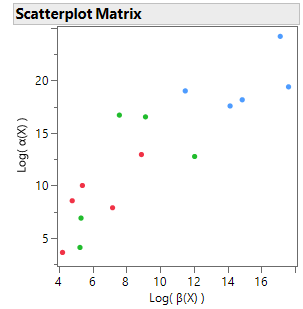 Scatterplot Matrix
Log( α(X) )
20
15
10
5
4 6 8 10 12 14 16
Log( β(X) )